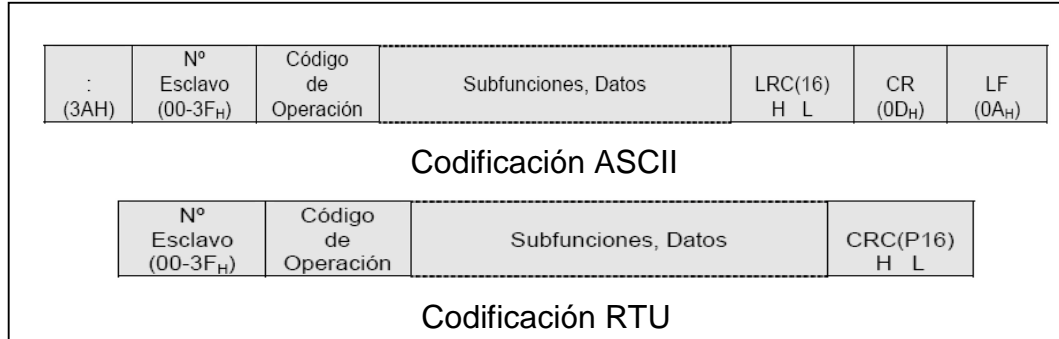 :
(3AH)
Nº
Esclavo
(00-3FH)
Código
de
Operación
Subfunciones, Datos
LRC(16)
H L
CR
(0DH)
LF
(0AH)
Codificación ASCII
Nº
Esclavo
(00-3FH)
Código
de
Operación
Subfunciones, Datos
CRC(P16)
H L
Codificación RTU